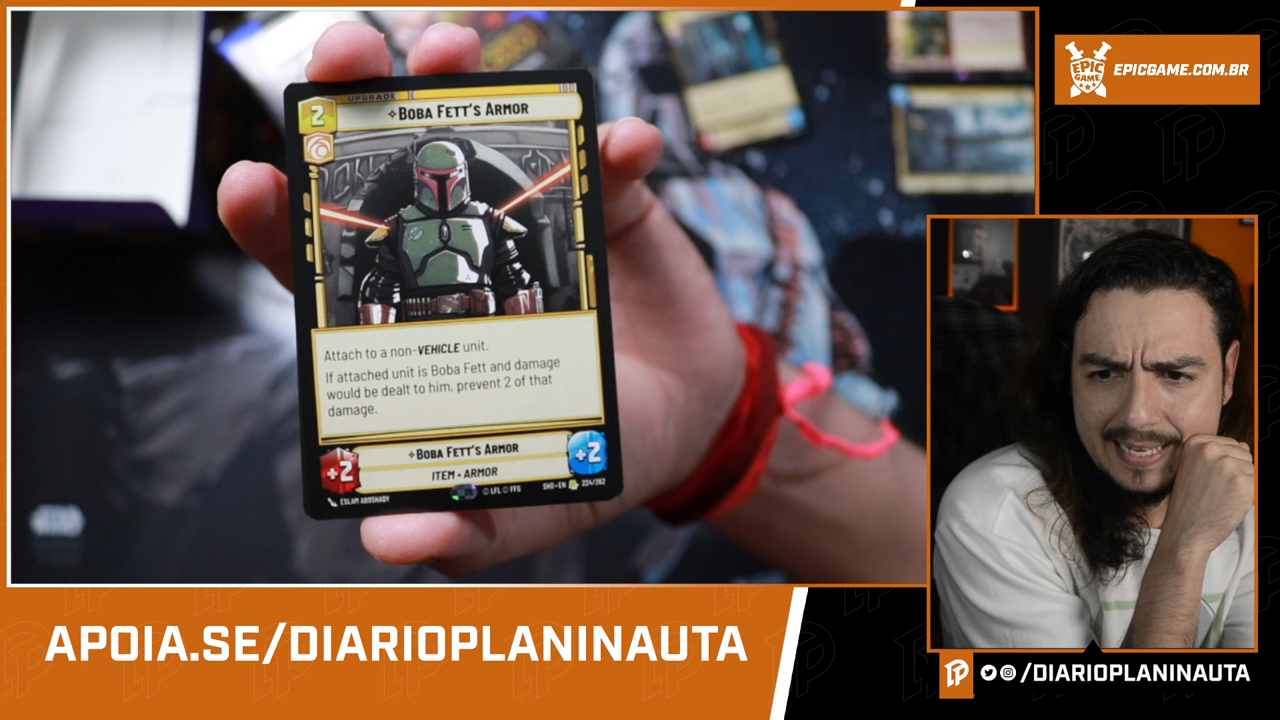 UPGRADE
2
BOBA FETT'S ARMOR
Attach to a non-VEHICLE unit.
If attached unit is Boba Fett and damage
would be dealt to him, prevent 2 of that
damage.
BOBA FETT'S ARMOR
+2
+2
ITEM • ARMOR
ESLAM ABOSHADY
© LFL © FFG
SHD • EN
224/262
EPIC
GAME
EPICGAME.COM.BR
APOIA.SE/DIARIOPLANINAUTA
/DIARIOPLANINAUTA